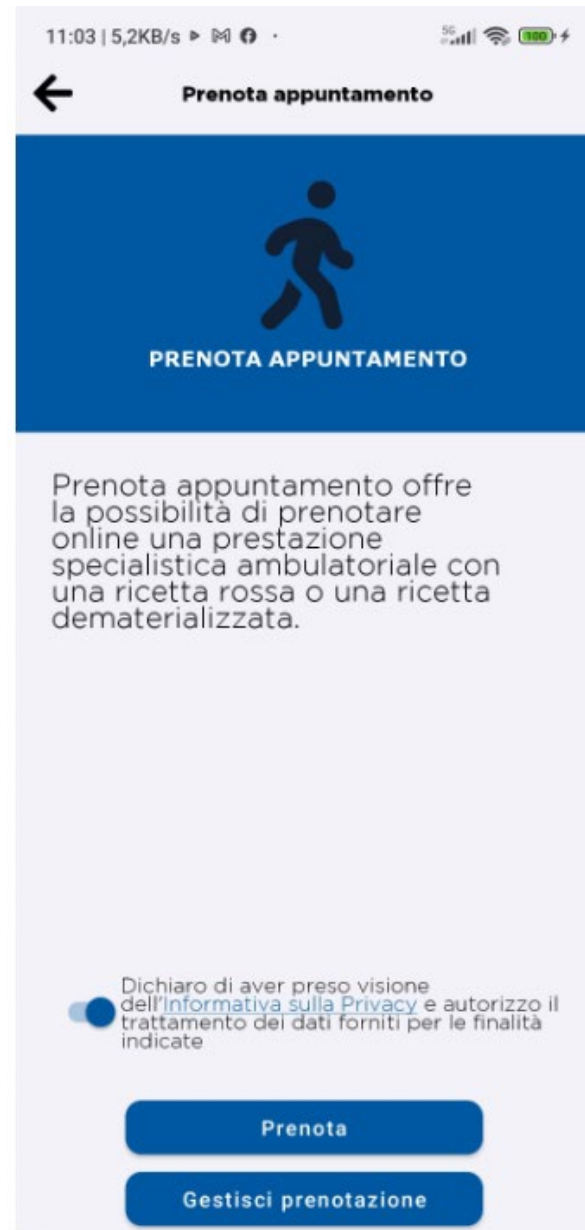 11:03 | 5,2KB/s
5G
100
Prenota appuntamento
PRENOTA APPUNTAMENTO
Prenota appuntamento offre
la possibilità di prenotare
online una prestazione
specialistica ambulatoriale con
una ricetta rossa o una ricetta
dematerializzata.
Dichiaro di aver preso visione
dell'Informativa sulla Privacy e autorizzo il
trattamento dei dati forniti per le finalità
indicate
Prenota
Gestisci prenotazione